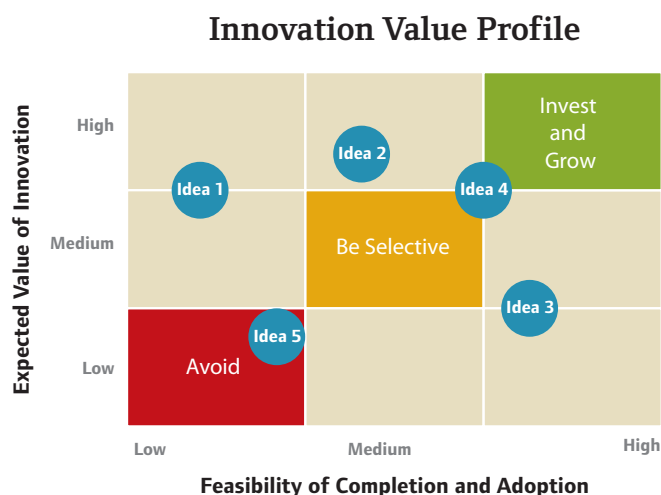 Innovation Value Profile
Expected Value of Innovation
High
Medium
Low
Invest
and
Grow
Idea 2
Idea 1
Idea 4
Be Selective
Idea 3
Idea 5
Avoid
Low
Medium
High
Feasibility of Completion and Adoption